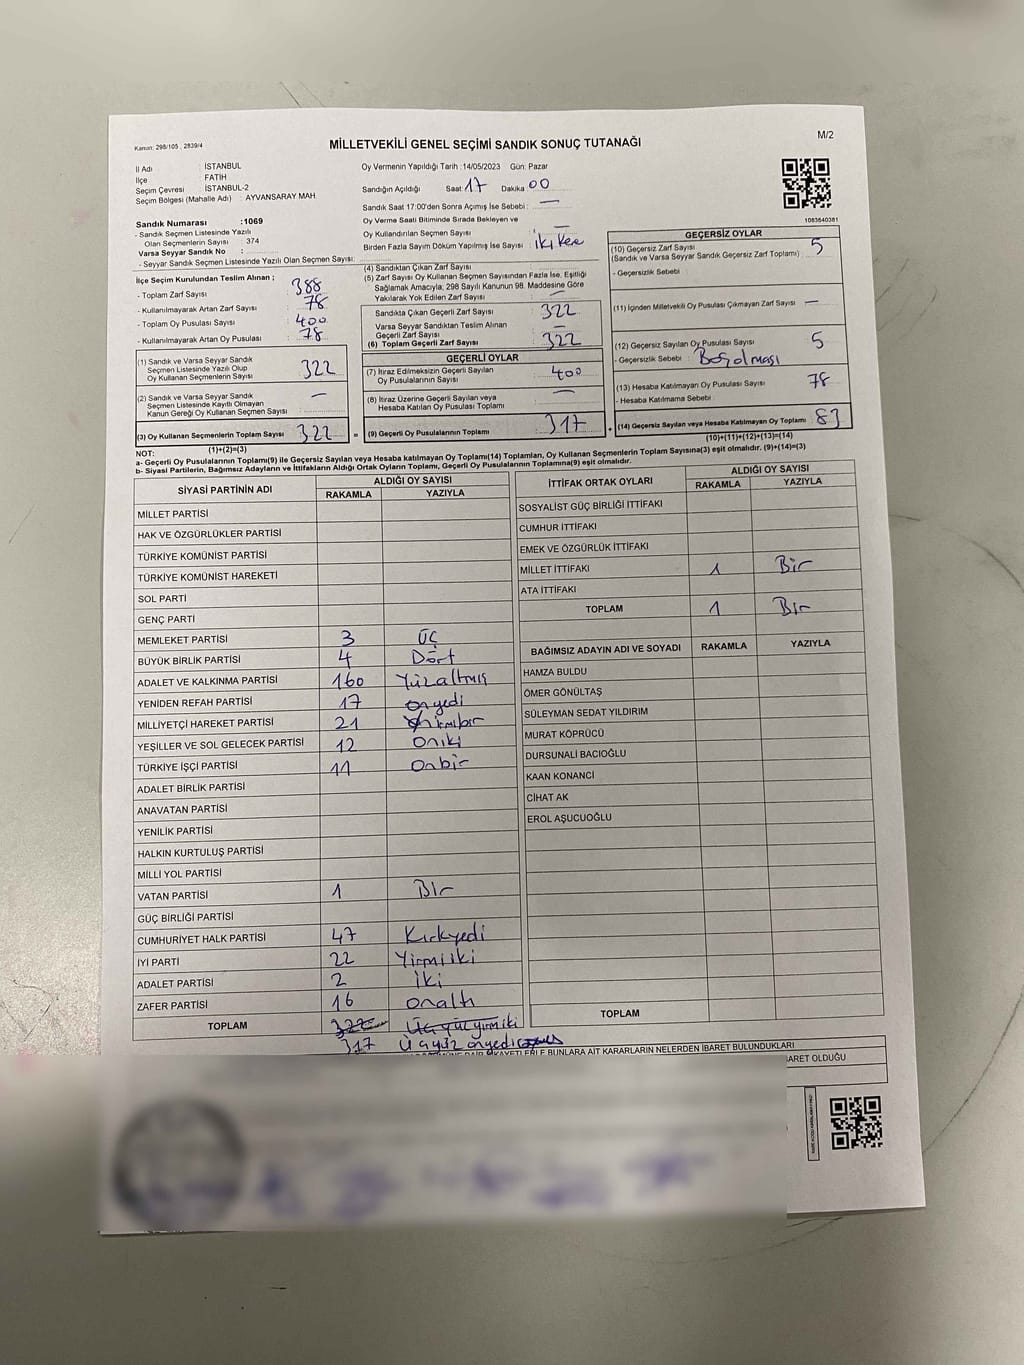 Kanun: 298/105 , 2839/4
MİLLETVEKİLİ GENEL SEÇİMİ SANDIK SONUÇ TUTANAĞI
M/2
İl Adı : İSTANBUL
İlçe : FATİH
Seçim Çevresi : İSTANBUL-2
Seçim Bölgesi (Mahalle Adı) : AYVANSARAY MAH
Sandık Numarası :1069
- Sandık Seçmen Listesinde Yazılı
Olan Seçmenlerin Sayısı : 374
Varsa Seyyar Sandık No :
- Seyyar Sandık Seçmen Listesinde Yazılı Olan Seçmen Sayısı:
İlçe Seçim Kurulundan Teslim Alınan ;
- Toplam Zarf Sayısı : 388
- Kullanılmayarak Artan Zarf Sayısı : 78
- Toplam Oy Pusulası Sayısı : 400
- Kullanılmayarak Artan Oy Pusulası : 78
(1) Sandık ve Varsa Seyyar Sandık
Seçmen Listesinde Yazılı Olup
Oy Kullanan Seçmenlerin Sayısı : 322
(2) Sandık ve Varsa Seyyar Sandık
Seçmen Listesinde Kayıtlı Olmayan
Kanun Gereği Oy Kullanan Seçmen Sayısı : —
(3) Oy Kullanan Seçmenlerin Toplam Sayısı 322
(1)+(2)=(3)
Oy Vermenin Yapıldığı Tarih :14/05/2023 Gün: Pazar
Sandığın Açıldığı Saat: 17 Dakika 00
Sandık Saat 17:00'den Sonra Açımış İse Sebebi : —
Oy Verme Saati Bitiminde Sırada Bekleyen ve
Oy Kullandırılan Seçmen Sayısı : —
Birden Fazla Sayım Döküm Yapılmış İse Sayısı : iki kez
(4) Sandıktan Çıkan Zarf Sayısı :
(5) Zarf Sayısı Oy Kullanan Seçmen Sayısından Fazla İse, Eşitliği
Sağlamak Amacıyla; 298 Sayılı Kanunun 98. Maddesine Göre
Yakılarak Yok Edilen Zarf Sayısı : —
Sandıkta Çıkan Geçerli Zarf Sayısı : 322
Varsa Seyyar Sandıktan Teslim Alınan
Geçerli Zarf Sayısı : —
(6) Toplam Geçerli Zarf Sayısı : 322
GEÇERLİ OYLAR
(7) İtiraz Edilmeksizin Geçerli Sayılan
Oy Pusulalarının Sayısı : 400
(8) İtiraz Üzerine Geçerli Sayılan veya
Hesaba Katılan Oy Pusulası Toplamı : —
= (9) Geçerli Oy Pusulalarının Toplamı 317
1083640381
GEÇERSİZ OYLAR
(10) Geçersiz Zarf Sayısı
(Sandık ve Varsa Seyyar Sandık Geçersiz Zarf Toplamı) : 5
- Geçersizlik Sebebi :
(11) İçinden Milletvekili Oy Pusulası Çıkmayan Zarf Sayısı : —
(12) Geçersiz Sayılan Oy Pusulası Sayısı : 5
- Geçersizlik Sebebi : Boş olması
(13) Hesaba Katılmayan Oy Pusulası Sayısı : 78
- Hesaba Katılmama Sebebi :
+ (14) Geçersiz Sayılan veya Hesaba Katılmayan Oy Toplamı : 83
(10)+(11)+(12)+(13)=(14)
NOT:
a- Geçerli Oy Pusulalarının Toplamı(9) ile Geçersiz Sayılan veya Hesaba katılmayan Oy Toplamı(14) Toplamları, Oy Kullanan Seçmenlerin Toplam Sayısına(3) eşit olmalıdır. (9)+(14)=(3)
b- Siyasi Partilerin, Bağımsız Adayların ve İttifakların Aldığı Ortak Oyların Toplamı, Geçerli Oy Pusulalarının Toplamına(9) eşit olmalıdır.
SİYASİ PARTİNİN ADI ALDIĞI OY SAYISI
RAKAMLA YAZIYLA
MİLLET PARTİSİ
HAK VE ÖZGÜRLÜKLER PARTİSİ
TÜRKİYE KOMÜNİST PARTİSİ
TÜRKİYE KOMÜNİST HAREKETİ
SOL PARTİ
GENÇ PARTİ
MEMLEKET PARTİSİ 3 üç
BÜYÜK BİRLİK PARTİSİ 4 Dört
ADALET VE KALKINMA PARTİSİ 160 Yüzaltmış
YENİDEN REFAH PARTİSİ 17 onyedi
MİLLİYETÇİ HAREKET PARTİSİ 21
YEŞİLLER VE SOL GELECEK PARTİSİ 12 oniki
TÜRKİYE İŞÇİ PARTİSİ 11 onbir
ADALET BİRLİK PARTİSİ
ANAVATAN PARTİSİ
YENİLİK PARTİSİ
HALKIN KURTULUŞ PARTİSİ
MİLLİ YOL PARTİSİ
VATAN PARTİSİ 1 Bir
GÜÇ BİRLİĞİ PARTİSİ
CUMHURİYET HALK PARTİSİ 47 Kırkyedi
İYİ PARTİ 22 Yirmiiki
ADALET PARTİSİ 2 iki
ZAFER PARTİSİ 16 onaltı
TOPLAM 322 üçyüzyirmiki
317 üçyüz onyedi
İTTİFAK ORTAK OYLARI ALDIĞI OY SAYISI
RAKAMLA YAZIYLA
SOSYALİST GÜÇ BİRLİĞİ İTTİFAKI
CUMHUR İTTİFAKI
EMEK VE ÖZGÜRLÜK İTTİFAKI
MİLLET İTTİFAKI 1 Bir
ATA İTTİFAKI
TOPLAM 1 Bir
BAĞIMSIZ ADAYIN ADI VE SOYADI RAKAMLA YAZIYLA
HAMZA BULDU
ÖMER GÖNÜLTAŞ
SÜLEYMAN SEDAT YILDIRIM
MURAT KÖPRÜCÜ
DURSUNALİ BACIOĞLU
KAAN KONANCİ
CİHAT AK
EROL AŞUCUOĞLU
TOPLAM
BUNLARA AİT KARARLARIN NELERDEN İBARET BULUNDUKLARI
OLDUĞU